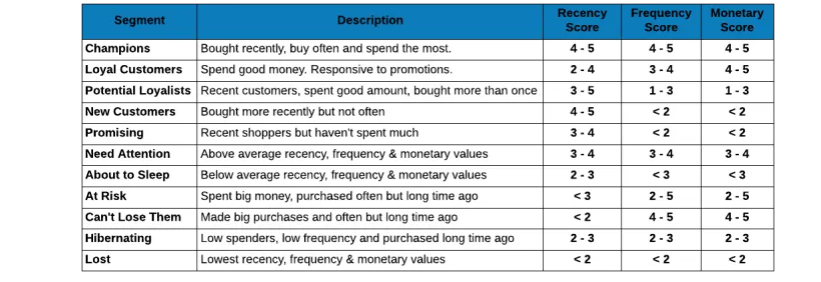 Segment Description Recency Score Frequency Score Monetary Score
Champions Bought recently, buy often and spend the most. 4 - 5 4 - 5 4 - 5
Loyal Customers Spend good money. Responsive to promotions. 2 - 4 3 - 4 4 - 5
Potential Loyalists Recent customers, spent good amount, bought more than once 3 - 5 1 - 3 1 - 3
New Customers Bought more recently but not often 4 - 5 < 2 < 2
Promising Recent shoppers but haven't spent much 3 - 4 < 2 < 2
Need Attention Above average recency, frequency & monetary values 3 - 4 3 - 4 3 - 4
About to Sleep Below average recency, frequency & monetary values 2 - 3 < 3 < 3
At Risk Spent big money, purchased often but long time ago < 3 2 - 5 2 - 5
Can't Lose Them Made big purchases and often but long time ago < 2 4 - 5 4 - 5
Hibernating Low spenders, low frequency and purchased long time ago 2 - 3 2 - 3 2 - 3
Lost Lowest recency, frequency & monetary values < 2 < 2 < 2